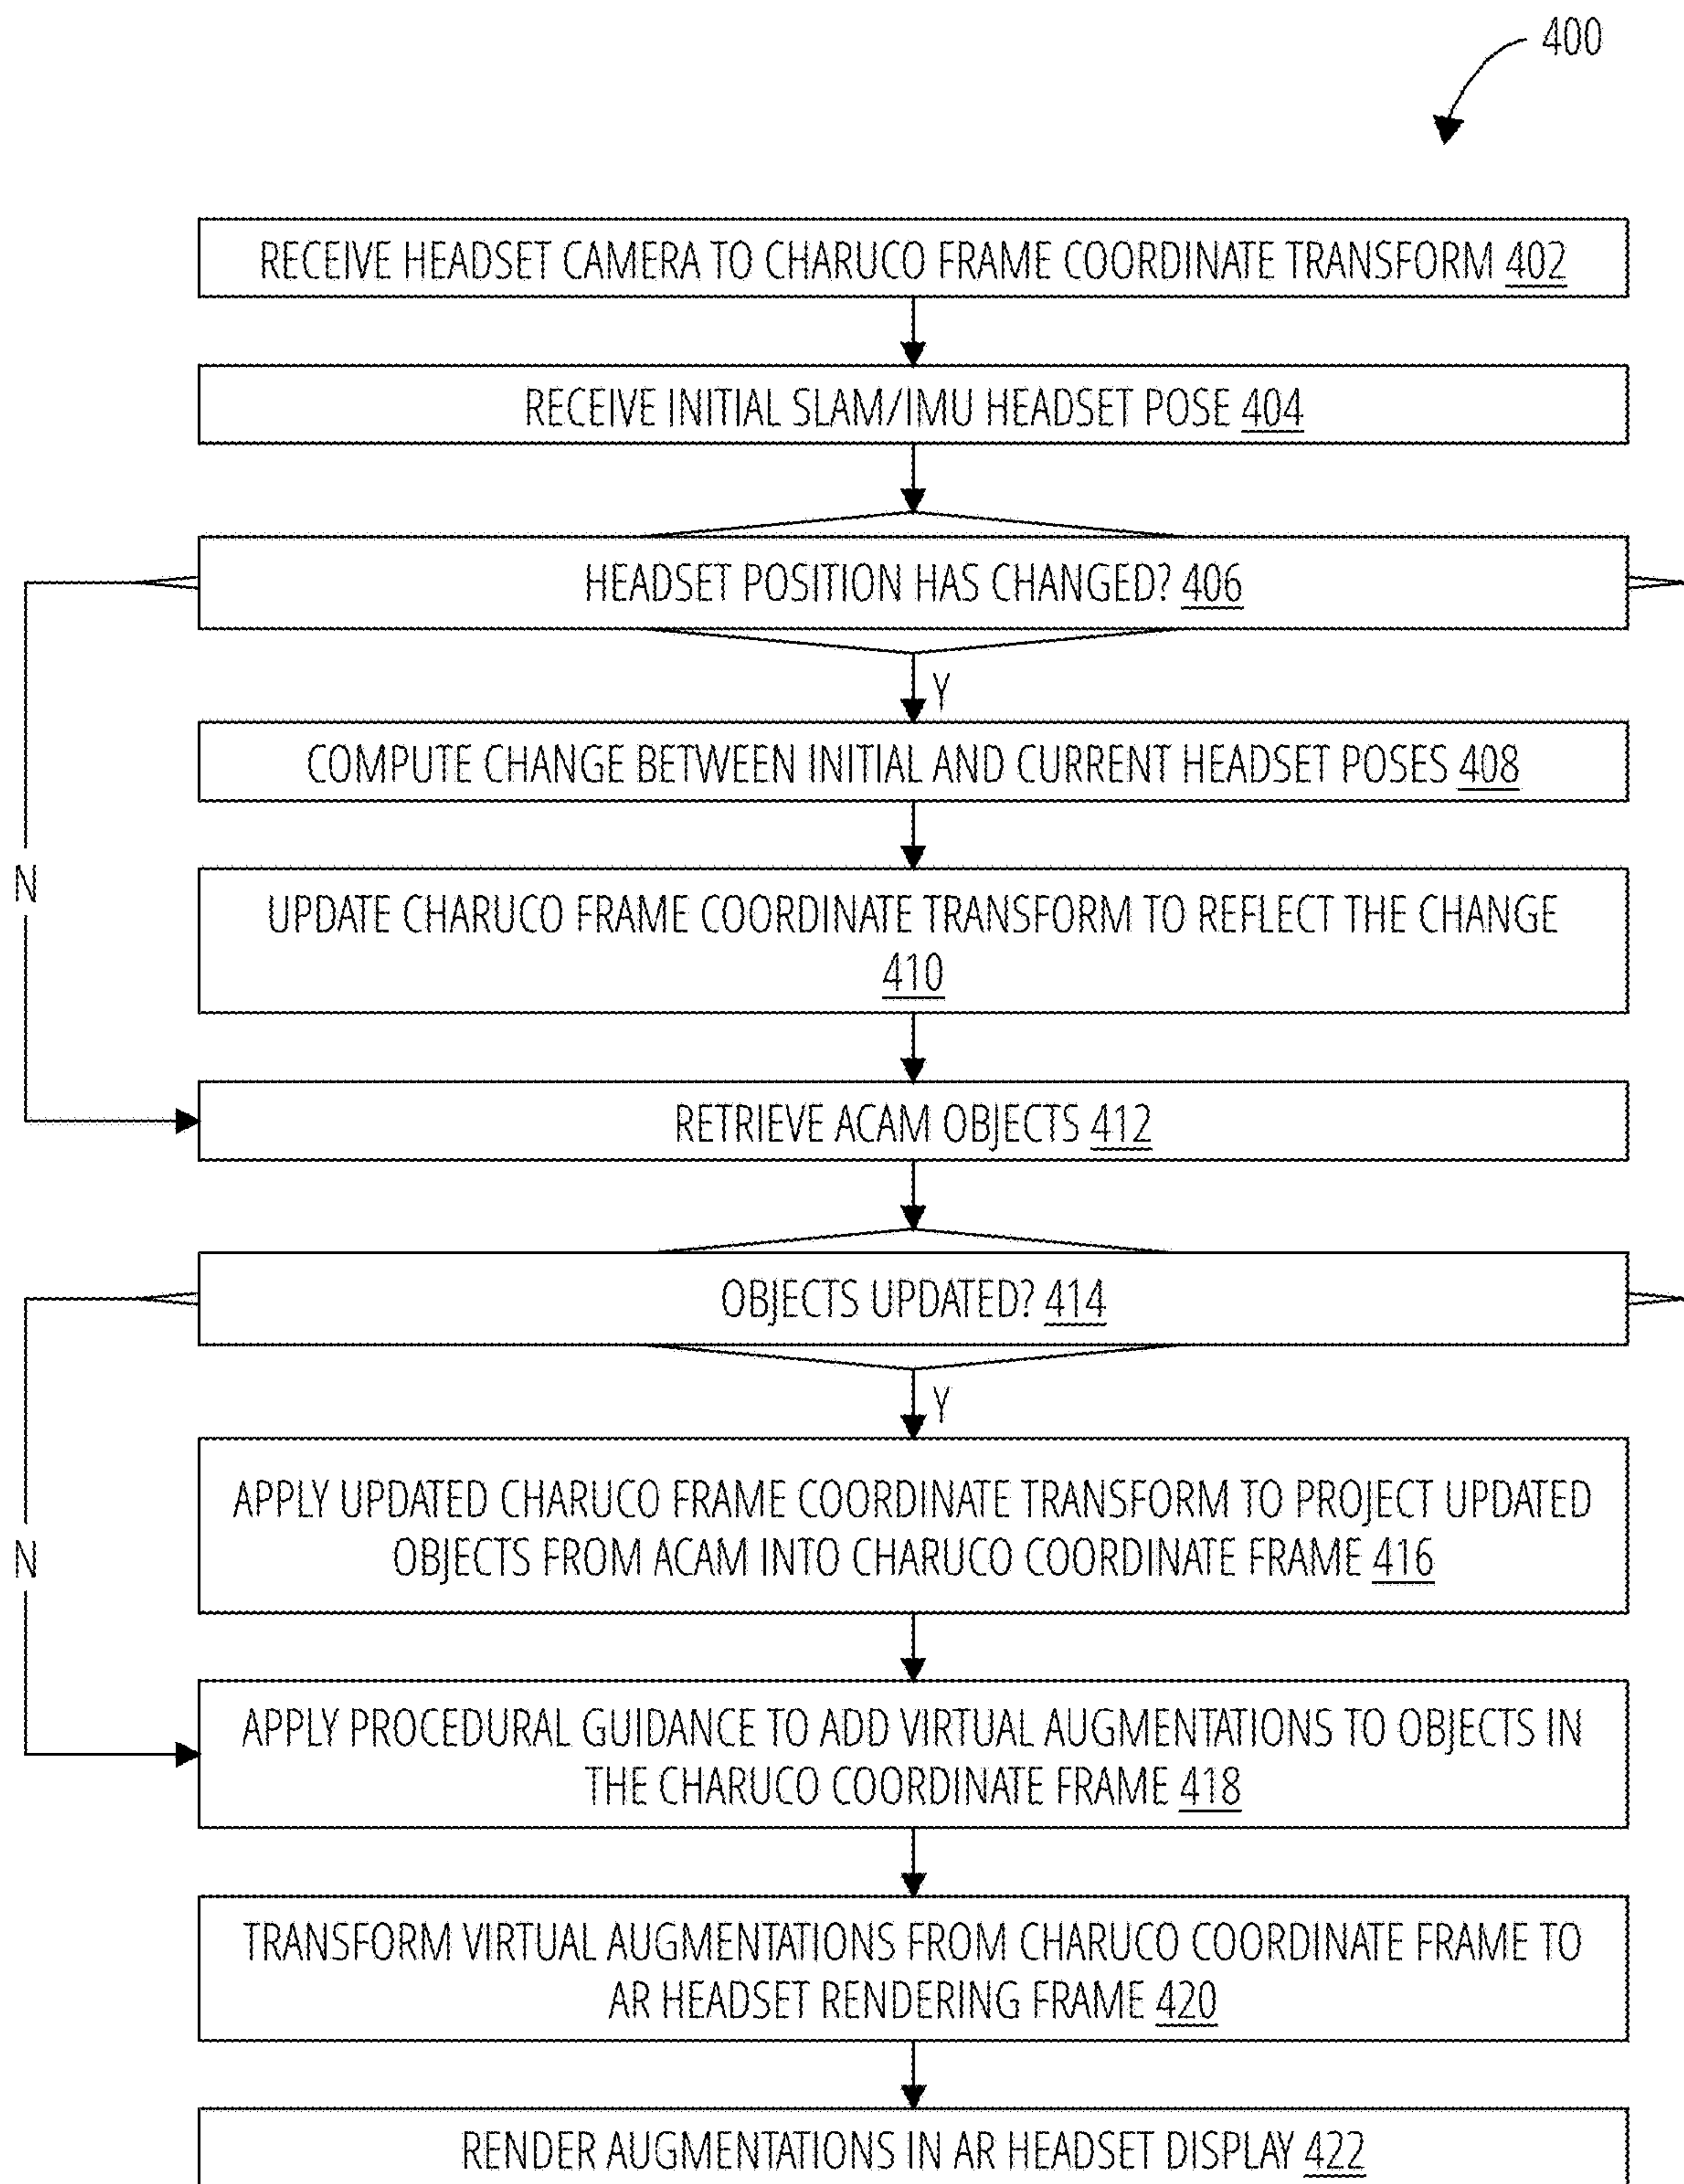 400
RECEIVE HEADSET CAMERA TO CHARUCO FRAME COORDINATE TRANSFORM 402
RECEIVE INITIAL SLAM/IMU HEADSET POSE 404
HEADSET POSITION HAS CHANGED? 406
Y
COMPUTE CHANGE BETWEEN INITIAL AND CURRENT HEADSET POSES 408
N
UPDATE CHARUCO FRAME COORDINATE TRANSFORM TO REFLECT THE CHANGE
410
RETRIEVE ACAM OBJECTS 412
OBJECTS UPDATED? 414
Y
APPLY UPDATED CHARUCO FRAME COORDINATE TRANSFORM TO PROJECT UPDATED
OBJECTS FROM ACAM INTO CHARUCO COORDINATE FRAME 416
N
APPLY PROCEDURAL GUIDANCE TO ADD VIRTUAL AUGMENTATIONS TO OBJECTS IN
THE CHARUCO COORDINATE FRAME 418
TRANSFORM VIRTUAL AUGMENTATIONS FROM CHARUCO COORDINATE FRAME TO
AR HEADSET RENDERING FRAME 420
RENDER AUGMENTATIONS IN AR HEADSET DISPLAY 422